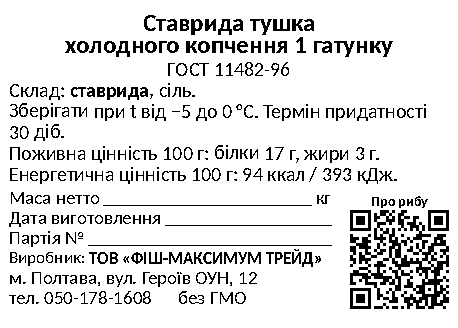 Ставрида тушка
холодного копчення 1 гатунку
ГОСТ 11482-96
Склад: ставрида, сіль.
Зберігати при t від −5 до 0 °С. Термін придатності
30 діб.
Поживна цінність 100 г: білки 17 г, жири 3 г.
Енергетична цінність 100 г: 94 ккал / 393 кДж.
Маса нетто ________________________ кг
Дата виготовлення ___________________
Партія № ____________________________
Виробник: ТОВ «ФІШ-МАКСИМУМ ТРЕЙД»
м. Полтава, вул. Героїв ОУН, 12
тел. 050-178-1608 без ГМО
Про рибу